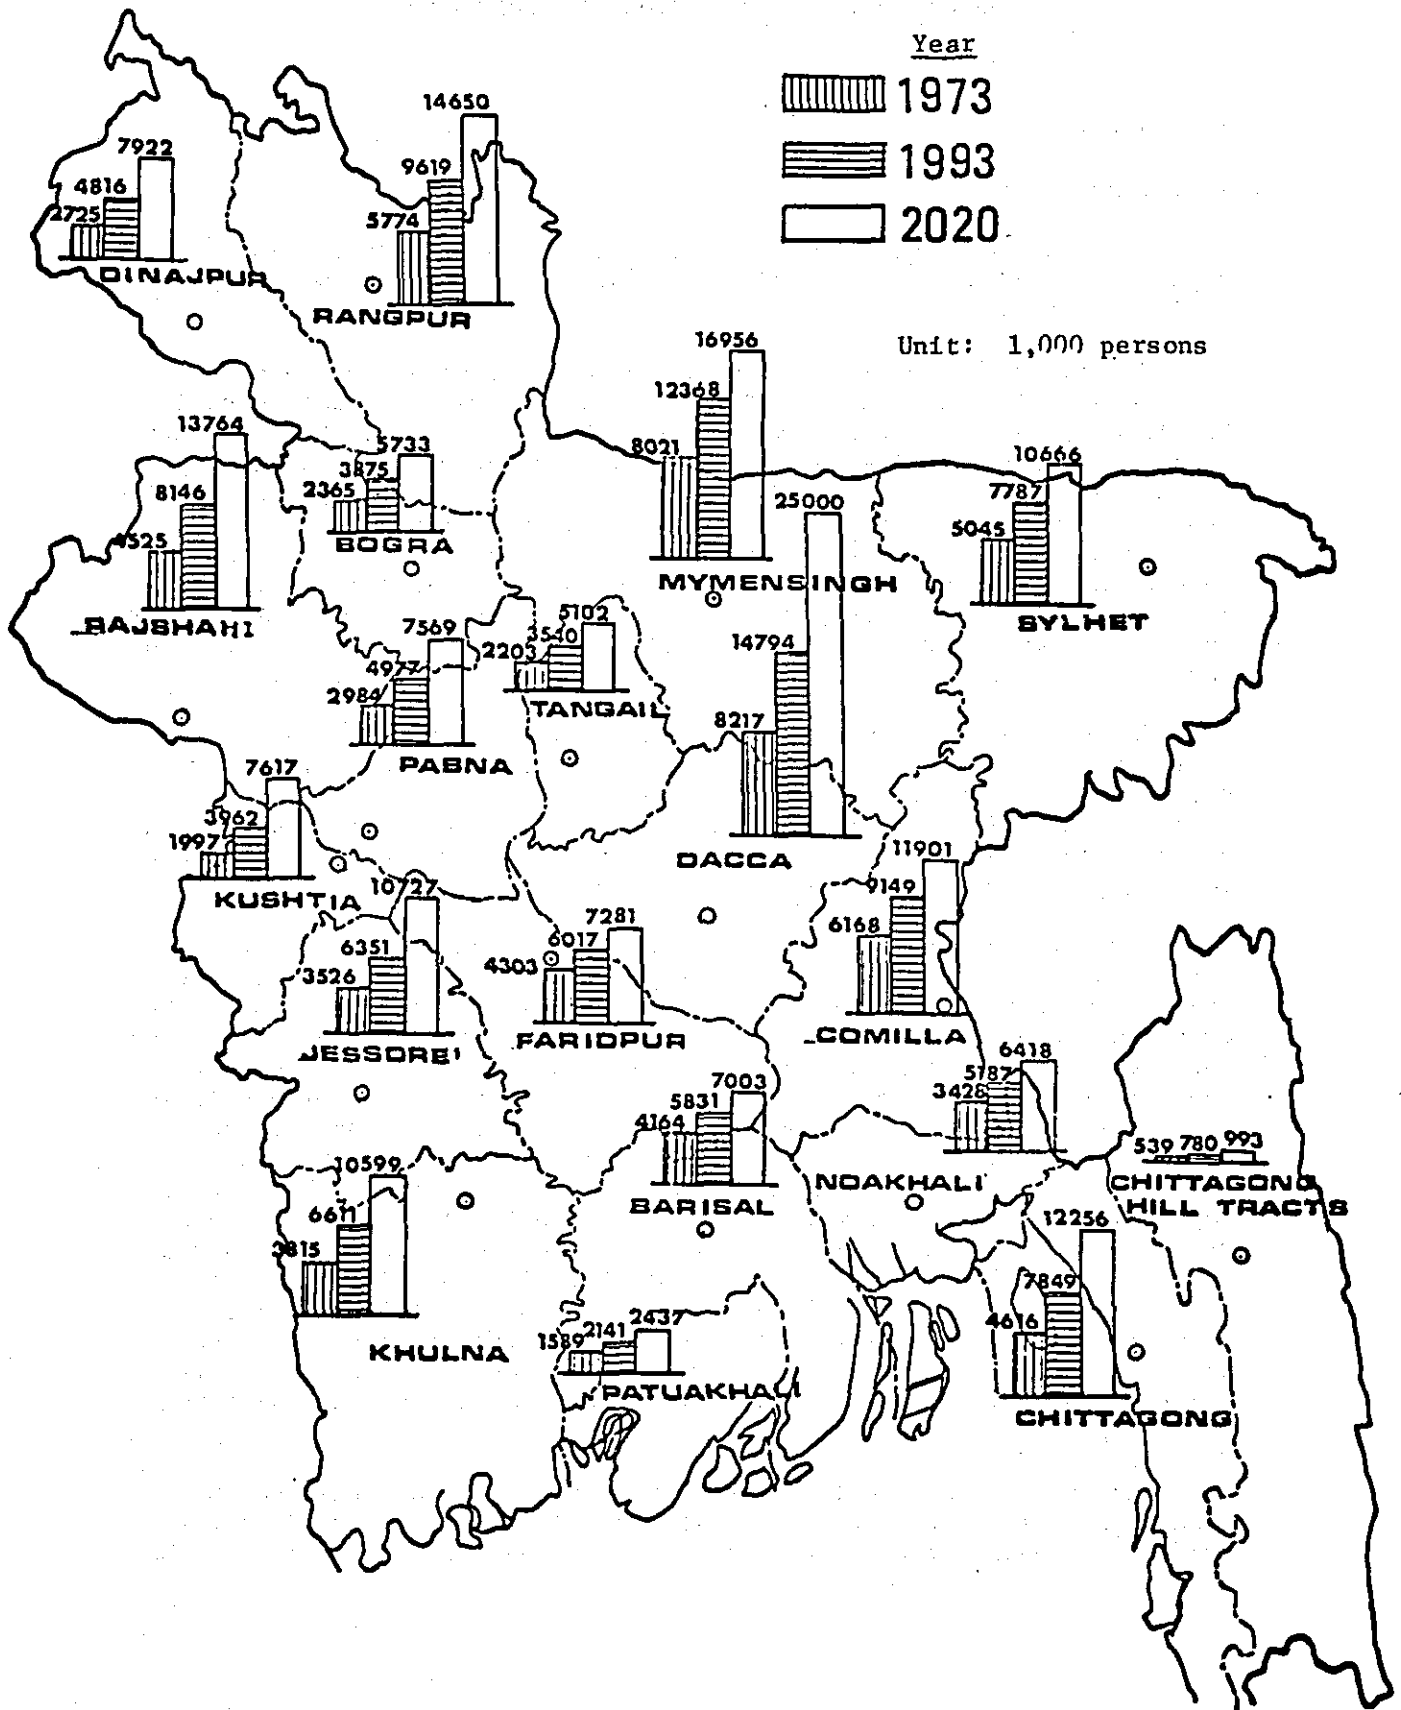 Year
1973
1993
2020
Unit: 1,000 persons
14650
9619
5774
RANGPUR
7922
4816
2725
DINAJPUR
16956
12368
8021
MYMENSINGH
13764
8146
4525
RAJSHAHI
5733
3875
2365
BOGRA
10666
7787
5045
SYLHET
25000
14794
8217
DACCA
5102
3540
2203
TANGAIL
7569
4977
2984
PABNA
7617
3962
1997
KUSHTIA
10727
6351
3526
JESSORE
7281
6017
4303
FARIDPUR
11901
9149
6168
COMILLA
6418
5187
3428
NOAKHALI
7003
5831
4164
BARISAL
539 780 993
CHITTAGONG
HILL TRACTS
10599
6611
3815
KHULNA
2437
2141
1589
PATUAKHALI
12256
7849
4616
CHITTAGONG